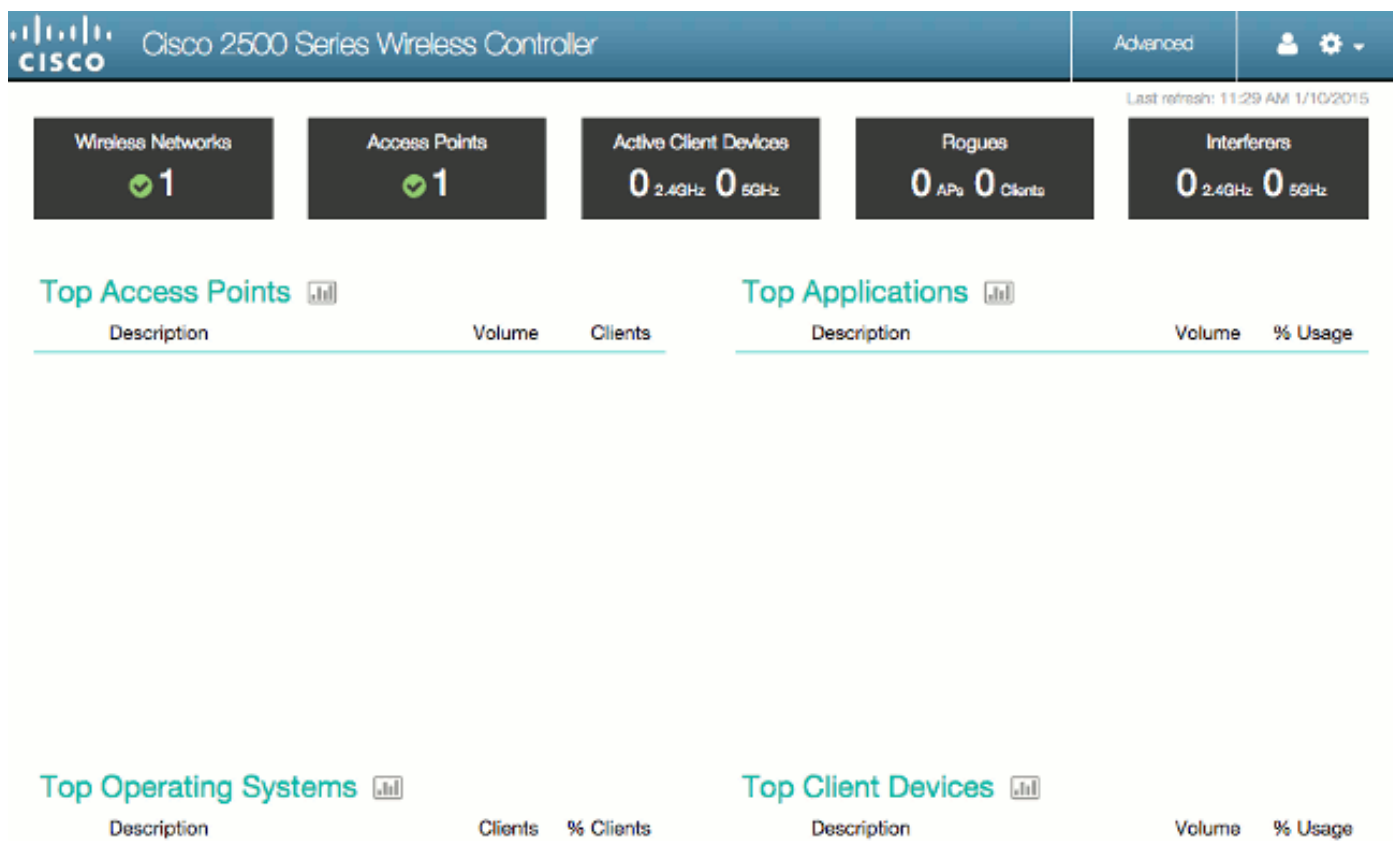 CISCO Cisco 2500 Series Wireless Controller Advanced
Last refresh: 11:29 AM 1/10/2015
Wireless Networks
1
Access Points
1
Active Client Devices
0 2.4GHz 0 5GHz
Rogues
0 APs 0 Clients
Interferers
0 2.4GHz 0 5GHz
Top Access Points
Description Volume Clients
Top Applications
Description Volume % Usage
Top Operating Systems
Description Clients % Clients
Top Client Devices
Description Volume % Usage